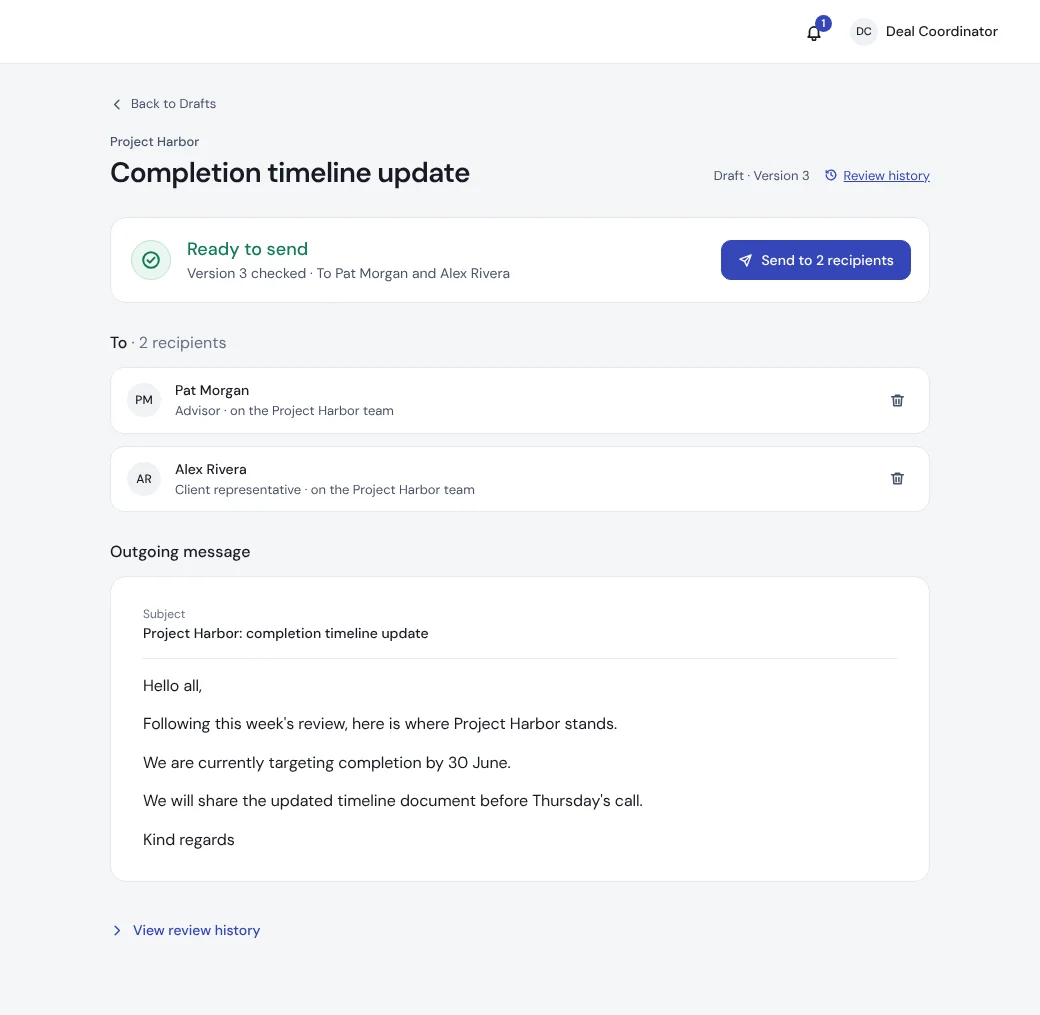 1
DC Deal Coordinator
Back to Drafts
Project Harbor
Completion timeline update
Draft · Version 3 Review history
Ready to send
Version 3 checked · To Pat Morgan and Alex Rivera
Send to 2 recipients
To · 2 recipients
PM
Pat Morgan
Advisor · on the Project Harbor team
AR
Alex Rivera
Client representative · on the Project Harbor team
Outgoing message
Subject
Project Harbor: completion timeline update
Hello all,
Following this week's review, here is where Project Harbor stands.
We are currently targeting completion by 30 June.
We will share the updated timeline document before Thursday's call.
Kind regards
View review history